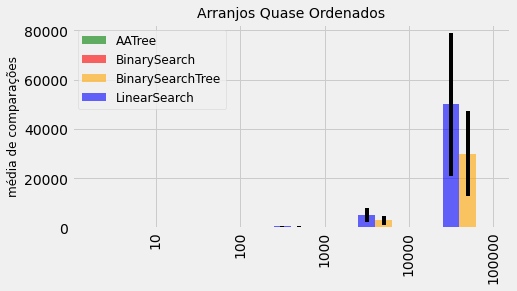 Arranjos Quase Ordenados
média de comparações
80000
60000
40000
20000
0
AATree
BinarySearch
BinarySearchTree
LinearSearch
10
100
1000
10000
100000